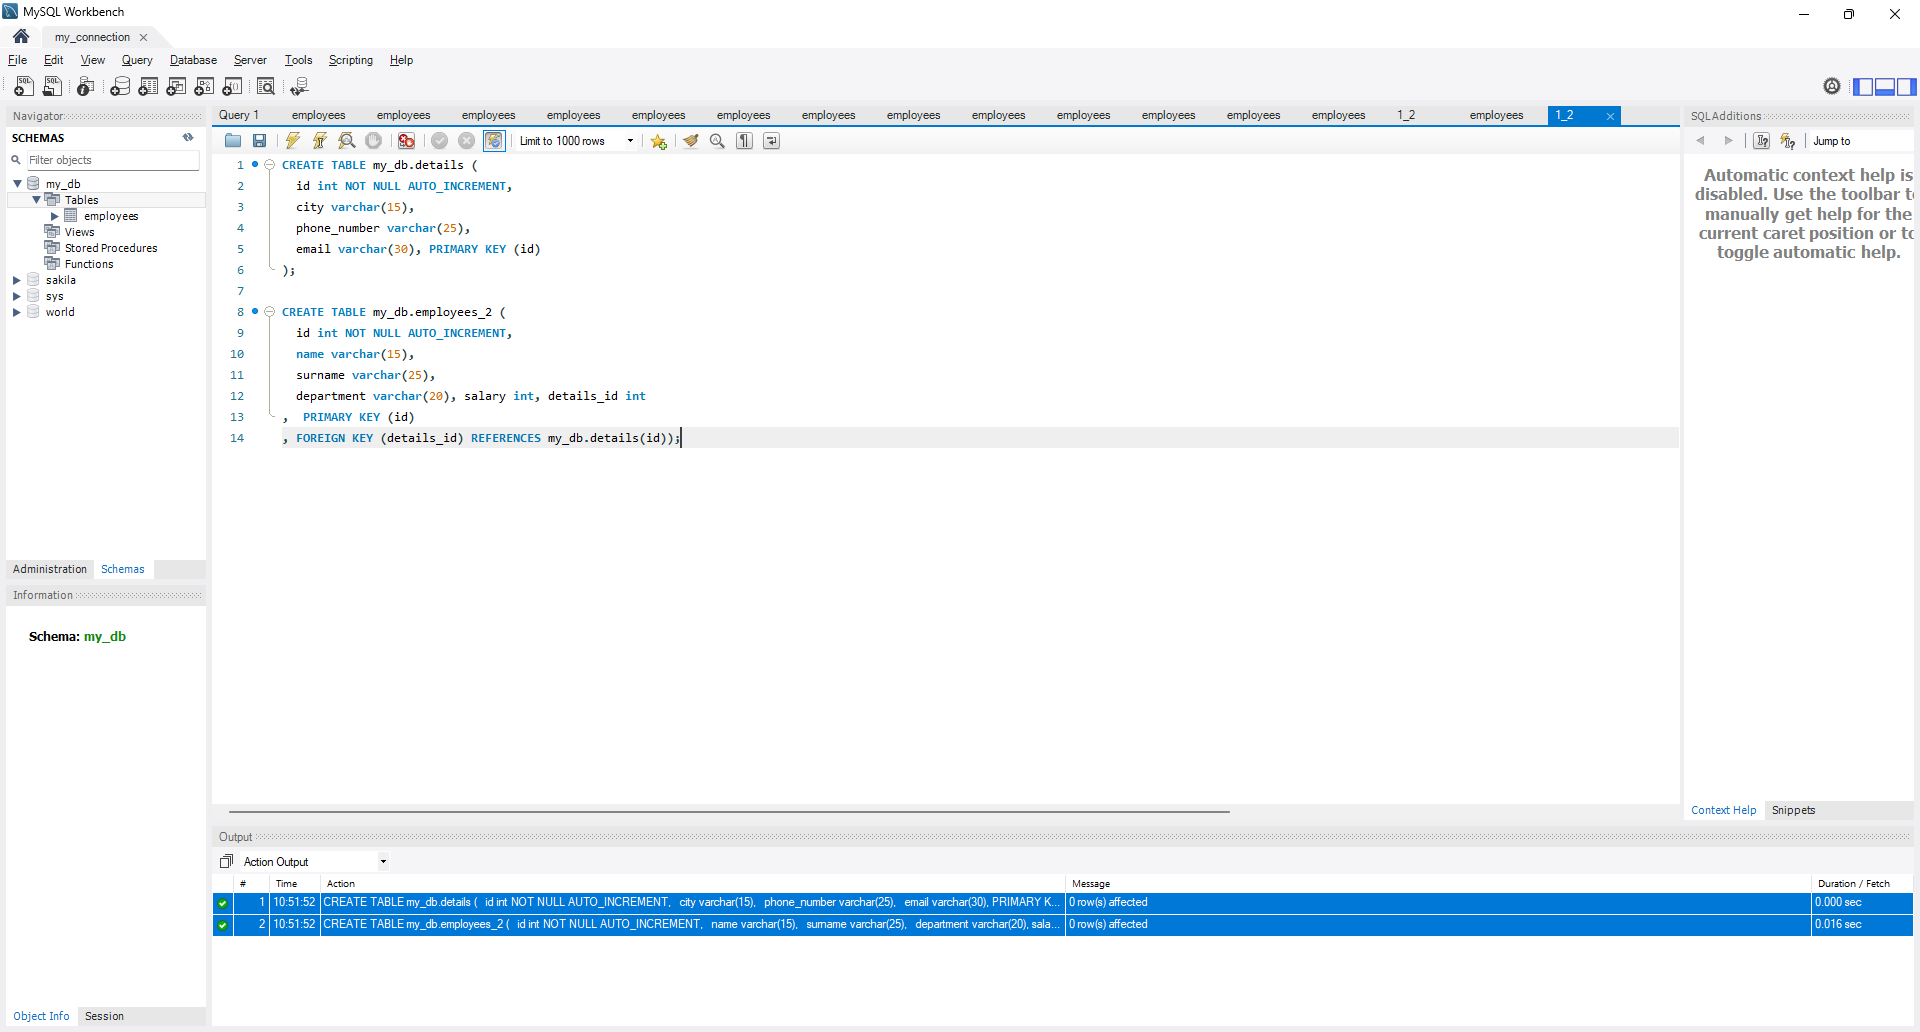 MySQL Workbench
my_connection
File Edit View Query Database Server Tools Scripting Help
Navigator
SCHEMAS
Filter objects
my_db
Tables
employees
Views
Stored Procedures
Functions
sakila
sys
world
Administration Schemas
Information
Schema: my_db
Object Info Session
Query 1 employees employees employees employees employees employees employees employees employees employees employees employees employees 1_2 employees 1_2
Limit to 1000 rows
1 CREATE TABLE my_db.details (
2 id int NOT NULL AUTO_INCREMENT,
3 city varchar(15),
4 phone_number varchar(25),
5 email varchar(30), PRIMARY KEY (id)
6 );
7
8 CREATE TABLE my_db.employees_2 (
9 id int NOT NULL AUTO_INCREMENT,
10 name varchar(15),
11 surname varchar(25),
12 department varchar(20), salary int, details_id int
13 , PRIMARY KEY (id)
14 , FOREIGN KEY (details_id) REFERENCES my_db.details(id));
SQLAdditions
Jump to
Automatic context help is
disabled. Use the toolbar to
manually get help for the
current caret position or to
toggle automatic help.
Context Help Snippets
Output
Action Output
# Time Action Message Duration / Fetch
1 10:51:52 CREATE TABLE my_db.details ( id int NOT NULL AUTO_INCREMENT, city varchar(15), phone_number varchar(25), email varchar(30), PRIMARY K... 0 row(s) affected 0.000 sec
2 10:51:52 CREATE TABLE my_db.employees_2 ( id int NOT NULL AUTO_INCREMENT, name varchar(15), surname varchar(25), department varchar(20), sala... 0 row(s) affected 0.016 sec